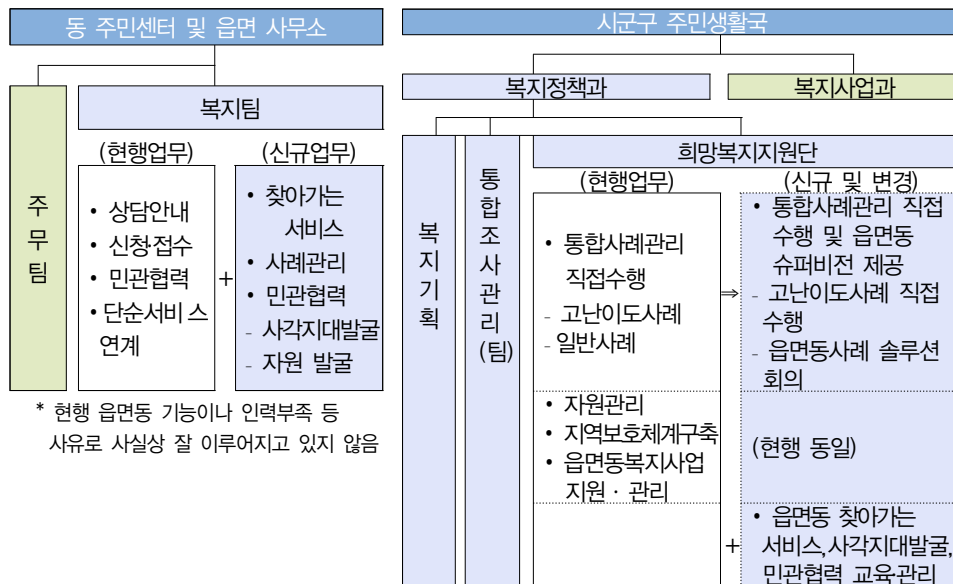 동 주민센터 및 읍면 사무소
주무팀
복지팀
(현행업무)
• 상담안내
• 신청·접수
• 민관협력
• 단순서비스
연계
+
(신규업무)
• 찾아가는
서비스
• 사례관리
• 민관협력
- 사각지대발굴
- 자원 발굴
* 현행 읍면동 기능이나 인력부족 등
사유로 사실상 잘 이루어지고 있지 않음
시군구 주민생활국
복지정책과
복지사업과
복지기획
통합조사관리(팀)
희망복지지원단
(현행업무)
• 통합사례관리
직접수행
- 고난이도사례
- 일반사례
⇒
(신규 및 변경)
• 통합사례관리 직접
수행 및 읍면동
슈퍼비전 제공
- 고난이도사례 직접
수행
- 읍면동사례 솔루션
회의
• 자원관리
• 지역보호체계구축
• 읍면동복지사업
지원 · 관리
(현행 동일)
+
• 읍면동 찾아가는
서비스,사각지대발굴,
민관협력 교육·관리